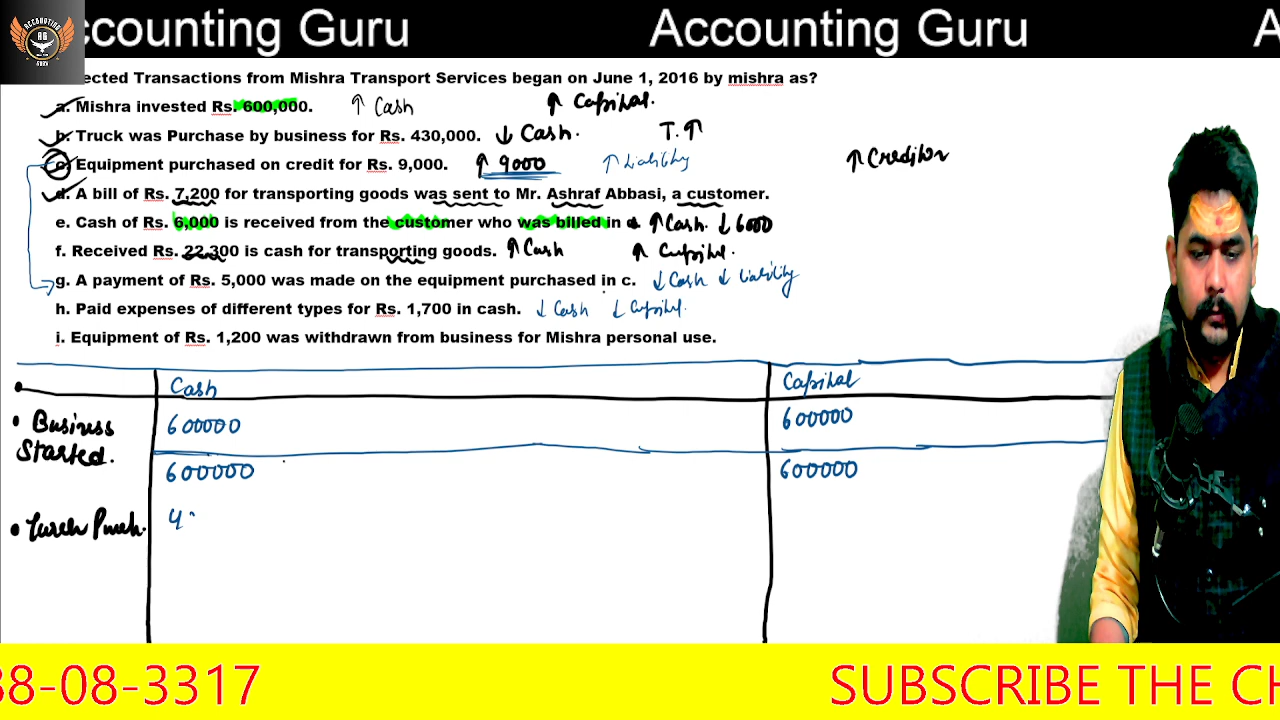 ccounting Guru Accounting Guru A
ACCOUNTING
AG
GURU
ected Transactions from Mishra Transport Services began on June 1, 2016 by mishra as?
a. Mishra invested Rs. 600,000. ↑ Cash ↑ Capital.
b. Truck was Purchase by business for Rs. 430,000. ↓ Cash. T.↑
c. Equipment purchased on credit for Rs. 9,000. ↑ 9000 ↑ Liability ↑ Creditor
d. A bill of Rs. 7,200 for transporting goods was sent to Mr. Ashraf Abbasi, a customer.
e. Cash of Rs. 6,000 is received from the customer who was billed in ↑ Cash. ↓ 6000
f. Received Rs. 22,300 is cash for transporting goods. ↑ Cash ↑ Capital.
g. A payment of Rs. 5,000 was made on the equipment purchased in c. ↓ Cash ↓ Liability
h. Paid expenses of different types for Rs. 1,700 in cash. ↓ Cash ↓ Capital.
i. Equipment of Rs. 1,200 was withdrawn from business for Mishra personal use.
Cash Capital
• Business 600000 600000
Started.
600000 600000
4
38-08-3317 SUBSCRIBE THE CH